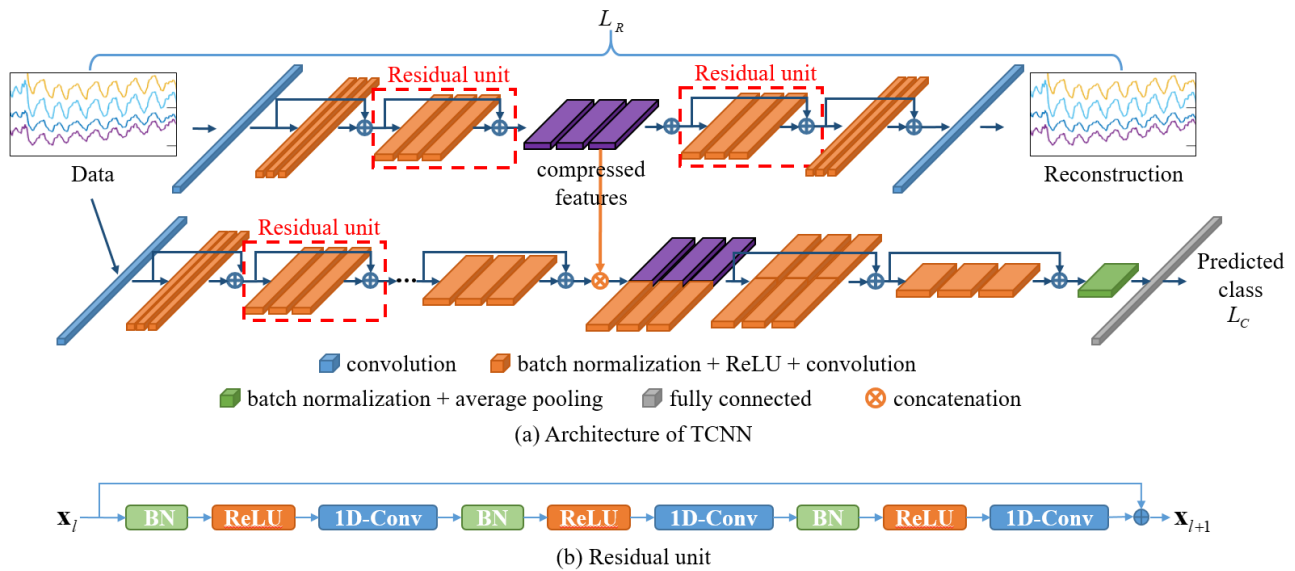 L_R
Residual unit
Residual unit
Data
compressed
features
Reconstruction
Residual unit
...
Predicted
class
L_C
convolution
batch normalization + ReLU + convolution
batch normalization + average pooling
fully connected
concatenation
(a) Architecture of TCNN
x_l
BN
ReLU
1D-Conv
BN
ReLU
1D-Conv
BN
ReLU
1D-Conv
x_{l+1}
(b) Residual unit